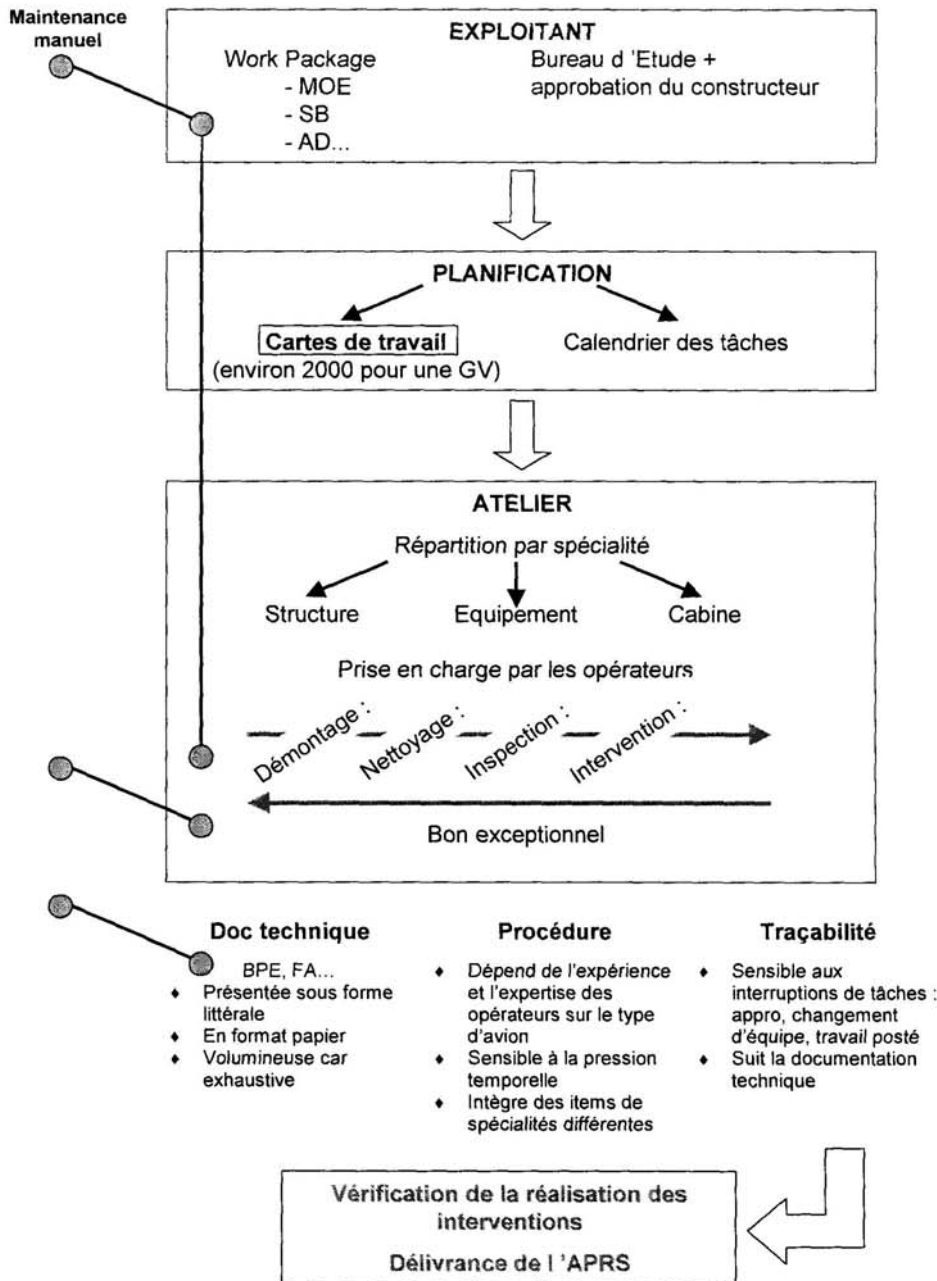 Maintenance
manuel
EXPLOITANT
Work Package
- MOE
- SB
- AD...
Bureau d 'Etude +
approbation du constructeur
PLANIFICATION
Cartes de travail
(environ 2000 pour une GV)
Calendrier des tâches
ATELIER
Répartition par spécialité
Structure
Equipement
Cabine
Prise en charge par les opérateurs
Démontage :
Nettoyage :
Inspection :
Intervention :
Bon exceptionnel
Doc technique
BPE, FA...
♦ Présentée sous forme
littérale
♦ En format papier
♦ Volumineuse car
exhaustive
Procédure
♦ Dépend de l'expérience
et l'expertise des
opérateurs sur le type
d'avion
♦ Sensible à la pression
temporelle
♦ Intègre des items de
spécialités différentes
Traçabilité
♦ Sensible aux
interruptions de tâches :
appro, changement
d'équipe, travail posté
♦ Suit la documentation
technique
Vérification de la réalisation des
interventions
Délivrance de l 'APRS